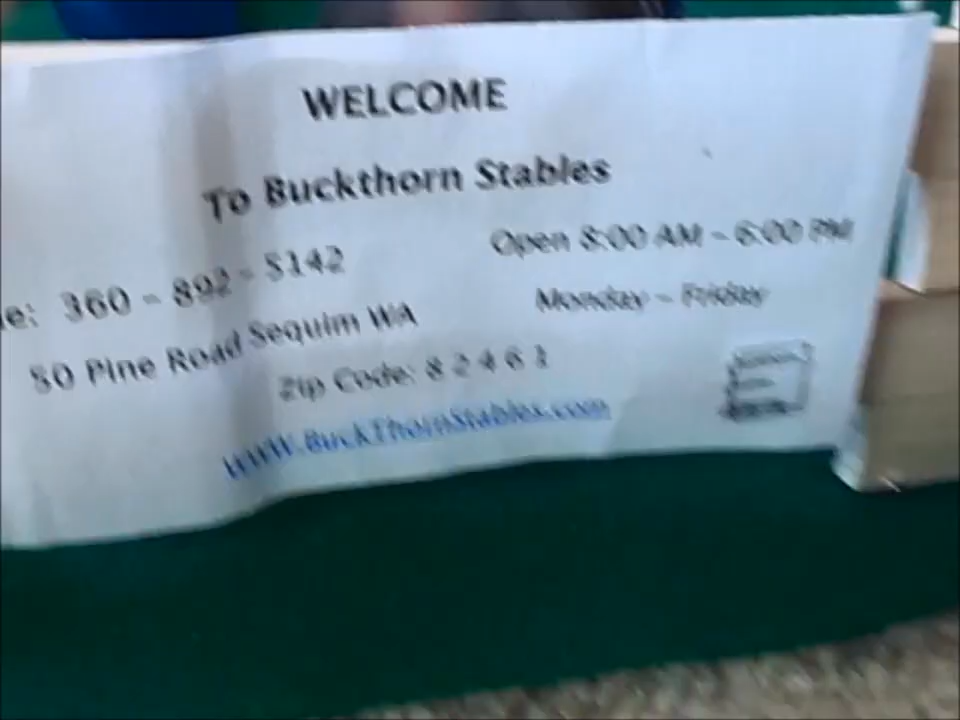 WELCOME
To Buckthorn Stables
e: 360 - 892 - 5142
Open 8:00 AM - 6:00 PM
50 Pine Road Sequim WA
Monday - Friday
Zip Code: 8 2 4 6 1
WWW.BuckThornStables.com